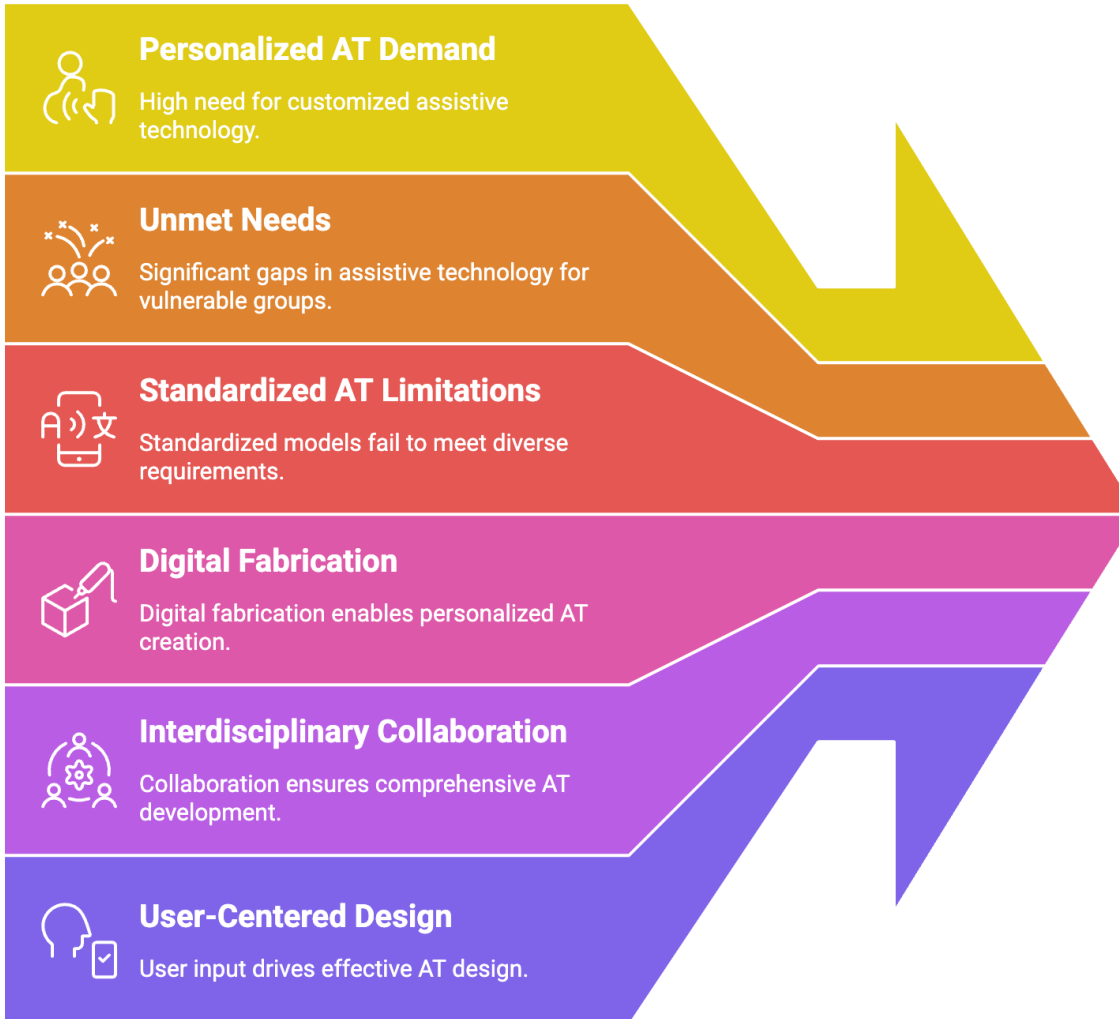 Personalized AT Demand
High need for customized assistive
technology.
Unmet Needs
Significant gaps in assistive technology for
vulnerable groups.
Standardized AT Limitations
A 文
Standardized models fail to meet diverse
requirements.
Digital Fabrication
Digital fabrication enables personalized AT
creation.
Interdisciplinary Collaboration
Collaboration ensures comprehensive AT
development.
User-Centered Design
User input drives effective AT design.